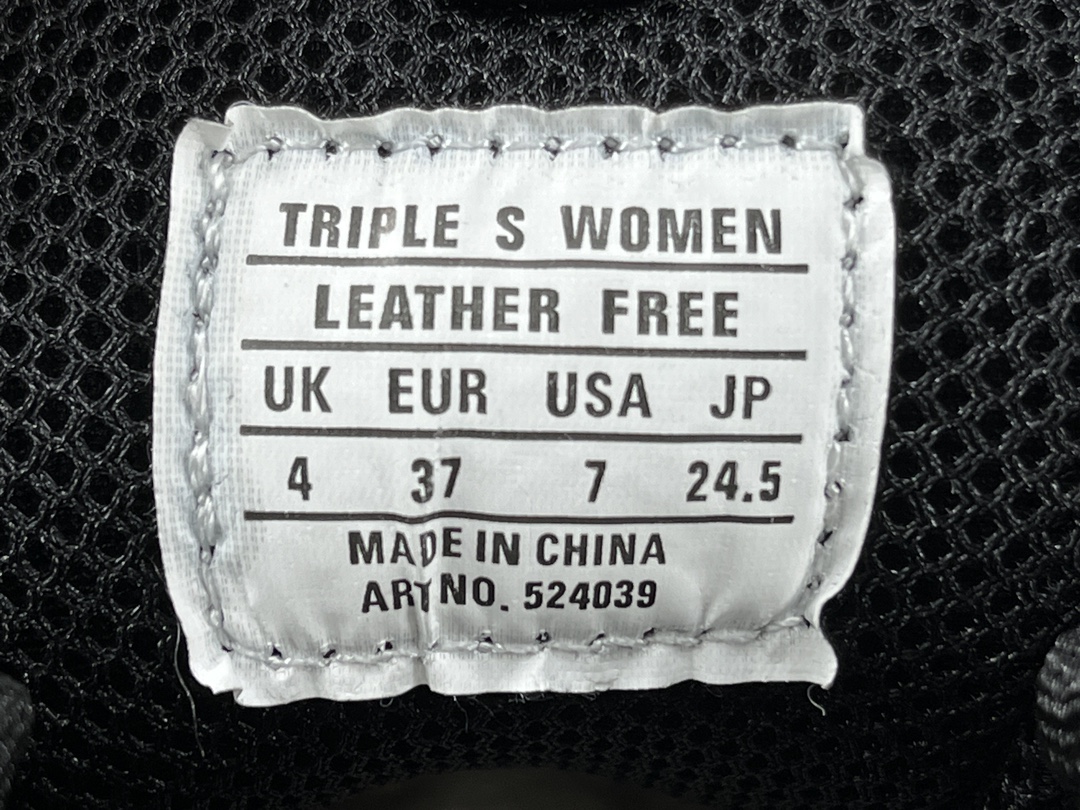 TRIPLE S WOMEN
LEATHER FREE
UK EUR USA JP
4 37 7 24.5
MADE IN CHINA
ART NO. 524039